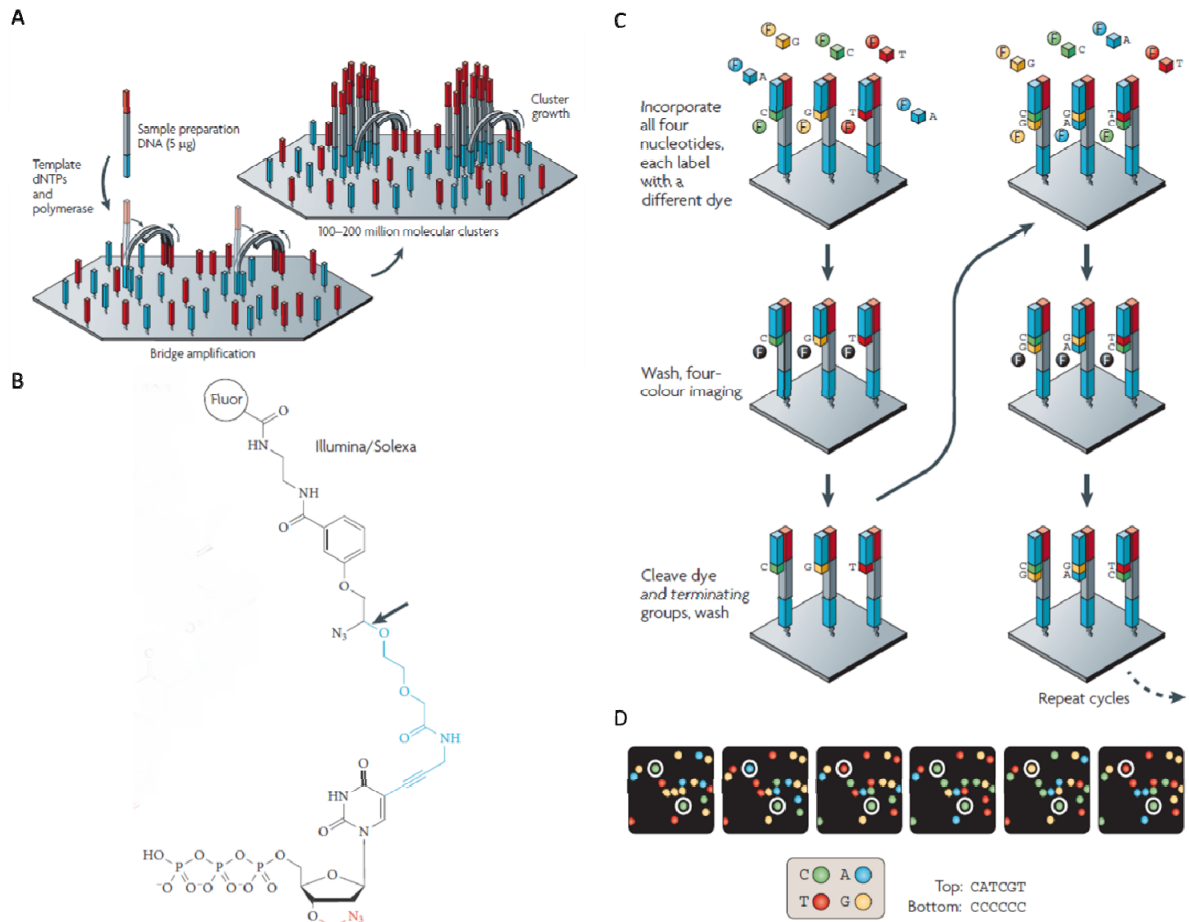 A
Sample preparation
DNA (5 µg)
Template
dNTPs
and
polymerase
Cluster
growth
100–200 million molecular clusters
Bridge amplification
B
Fluor
O
HN
Illumina/Solexa
NH
O
O
N₃
O
O
O
NH
O
HN
O
N
HO
O
O
O
P
P
P
⁻O
O
⁻O
O
⁻O
O
O
O
N₃
C
Incorporate
all four
nucleotides,
each label
with a
different dye
F G
F C
F T
F A
F A
C
F
G
F
T
F
F G
F C
F A
F T
C
G
F
G
A
F
T
C
F
Wash, four-
colour imaging
C
F
G
F
T
F
C
G
F
G
A
F
T
C
F
Cleave dye
and terminating
groups, wash
C
G
T
C
G
G
A
T
C
Repeat cycles
D
C A
T G
Top: CATCGT
Bottom: CCCCCC